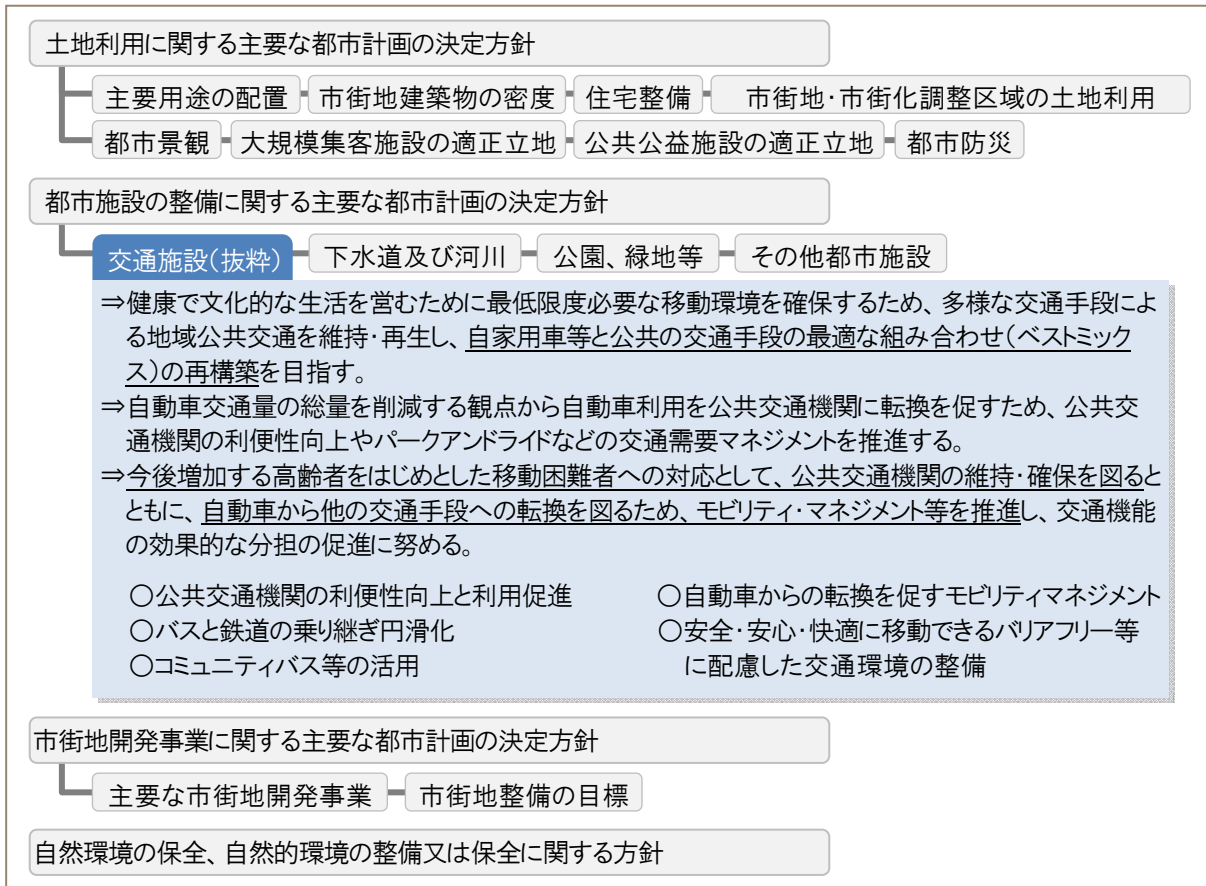 土地利用に関する主要な都市計画の決定方針
主要用途の配置 市街地建築物の密度 住宅整備 市街地・市街化調整区域の土地利用
都市景観 大規模集客施設の適正立地 公共公益施設の適正立地 都市防災
都市施設の整備に関する主要な都市計画の決定方針
交通施設(抜粋) 下水道及び河川 公園、緑地等 その他都市施設
⇒健康で文化的な生活を営むために最低限度必要な移動環境を確保するため、多様な交通手段によ
る地域公共交通を維持・再生し、自家用車等と公共の交通手段の最適な組み合わせ(ベストミック
ス)の再構築を目指す。
⇒自動車交通量の総量を削減する観点から自動車利用を公共交通機関に転換を促すため、公共交
通機関の利便性向上やパークアンドライドなどの交通需要マネジメントを推進する。
⇒今後増加する高齢者をはじめとした移動困難者への対応として、公共交通機関の維持・確保を図ると
ともに、自動車から他の交通手段への転換を図るため、モビリティ・マネジメント等を推進し、交通機能
の効果的な分担の促進に努める。
○公共交通機関の利便性向上と利用促進 ○自動車からの転換を促すモビリティマネジメント
○バスと鉄道の乗り継ぎ円滑化 ○安全・安心・快適に移動できるバリアフリー等
○コミュニティバス等の活用 に配慮した交通環境の整備
市街地開発事業に関する主要な都市計画の決定方針
主要な市街地開発事業 市街地整備の目標
自然環境の保全、自然的環境の整備又は保全に関する方針